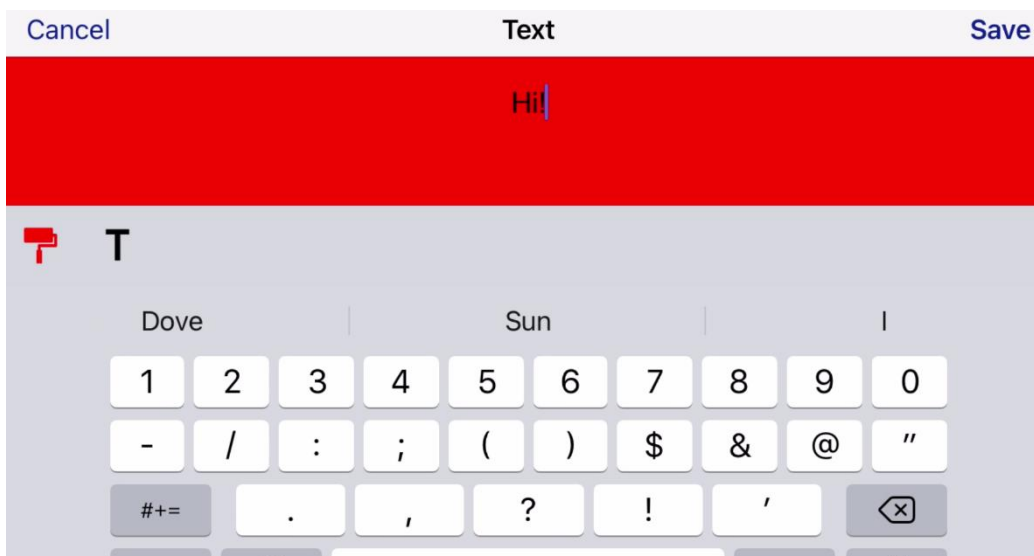 Cancel Text Save
Hi!
T
Dove Sun I
1 2 3 4 5 6 7 8 9 0
- / : ; ( ) $ & @ "
#+= . , ? ! '